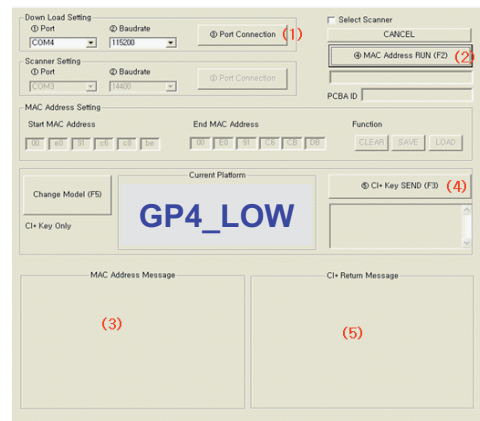 Down Load Setting
① Port ② Baudrate
COM4 115200
③ Port Connection (1)
Select Scanner
CANCEL
④ MAC Address RUN (F2) (2)
PCBA ID
Scanner Setting
① Port ② Baudrate
COM3 14400
③ Port Connection
MAC Address Setting
Start MAC Address End MAC Address Function
00 e0 91 c6 c8 be 00 E0 91 C6 CB DB CLEAR SAVE LOAD
Change Model (F5)
CI+ Key Only
Current Platform
GP4_LOW
⑤ CI+ Key SEND (F3) (4)
MAC Address Message
(3)
CI+ Return Message
(5)